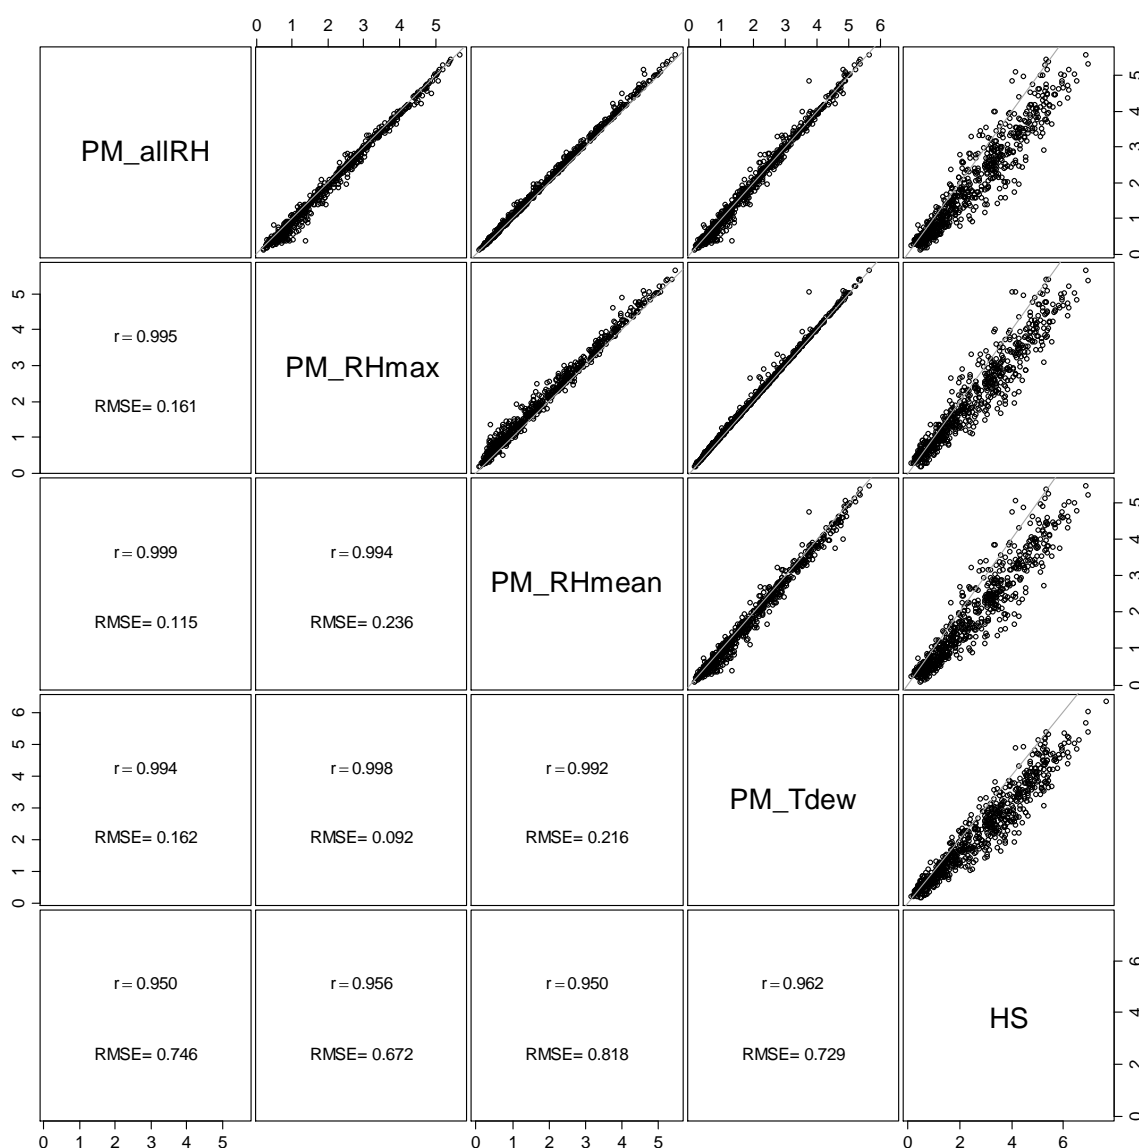 0 1 2 3 4 5
0 1 2 3 4 5 6
PM_allRH
0 1 2 3 4 5
0 1 2 3 4 5
r = 0.995
RMSE= 0.161
PM_RHmax
r = 0.999
RMSE= 0.115
r = 0.994
RMSE= 0.236
PM_RHmean
0 1 2 3 4 5
0 1 2 3 4 5 6
r = 0.994
RMSE= 0.162
r = 0.998
RMSE= 0.092
r = 0.992
RMSE= 0.216
PM_Tdew
r = 0.950
RMSE= 0.746
r = 0.956
RMSE= 0.672
r = 0.950
RMSE= 0.818
r = 0.962
RMSE= 0.729
HS
0 2 4 6
0 1 2 3 4 5
0 1 2 3 4 5
0 2 4 6